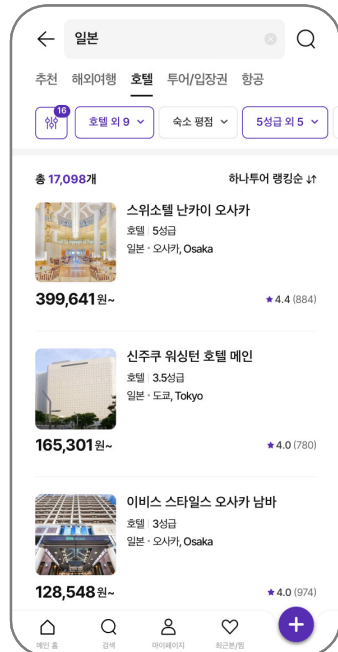 일본
추천 해외여행 호텔 투어/입장권 항공
16
호텔 외 9 숙소 평점 5성급 외 5
총 17,098개 하나투어 랭킹순
스위소텔 난카이 오사카
호텔 5성급
일본 · 오사카, Osaka
399,641원~ 4.4 (884)
신주쿠 워싱턴 호텔 메인
호텔 3.5성급
일본 · 도쿄, Tokyo
165,301원~ 4.0 (780)
이비스 스타일스 오사카 남바
호텔 3성급
일본 · 오사카, Osaka
128,548원~ 4.0 (974)
메인 홈 검색 마이페이지 최근본/찜